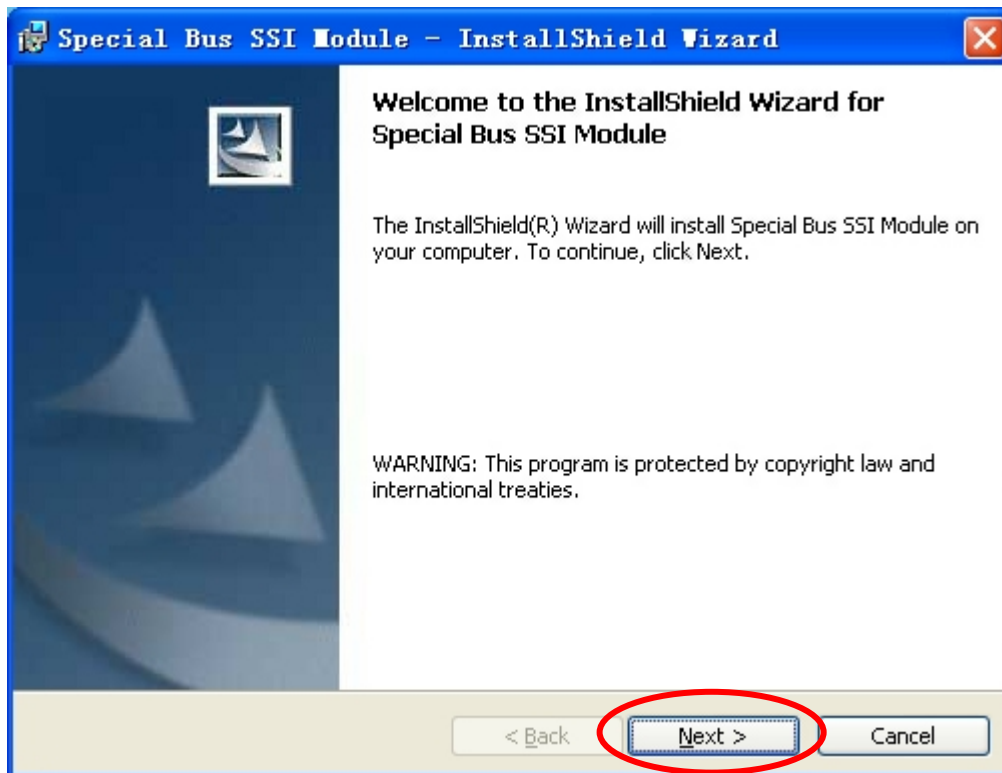 Special Bus SSI Module - InstallShield Wizard
Welcome to the InstallShield Wizard for
Special Bus SSI Module
The InstallShield(R) Wizard will install Special Bus SSI Module on
your computer. To continue, click Next.
WARNING: This program is protected by copyright law and
international treaties.
< Back
Next >
Cancel